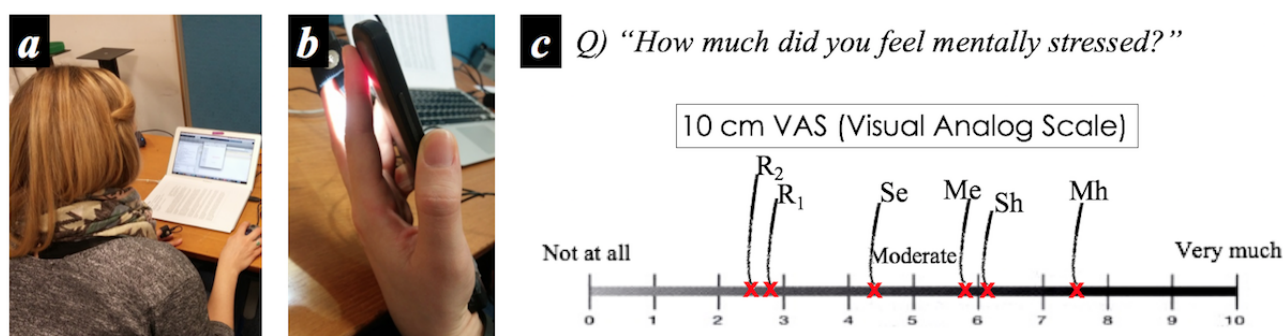 a
b
c Q) “How much did you feel mentally stressed?”
10 cm VAS (Visual Analog Scale)
R2
R1
Se Me Sh Mh
Not at all Moderate Very much
0 1 2 3 4 5 6 7 8 9 10